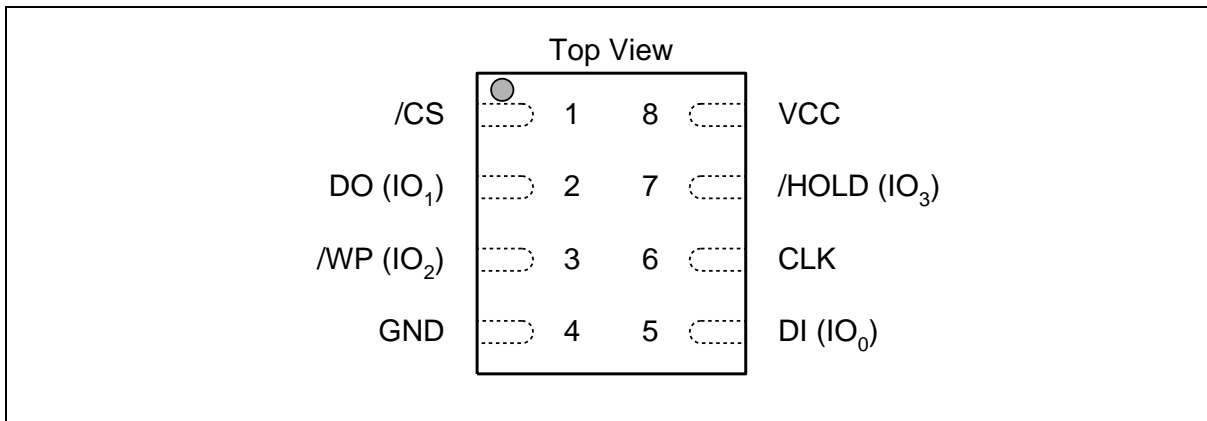 Top View
/CS 1 8 VCC
DO (IO₁) 2 7 /HOLD (IO₃)
/WP (IO₂) 3 6 CLK
GND 4 5 DI (IO₀)